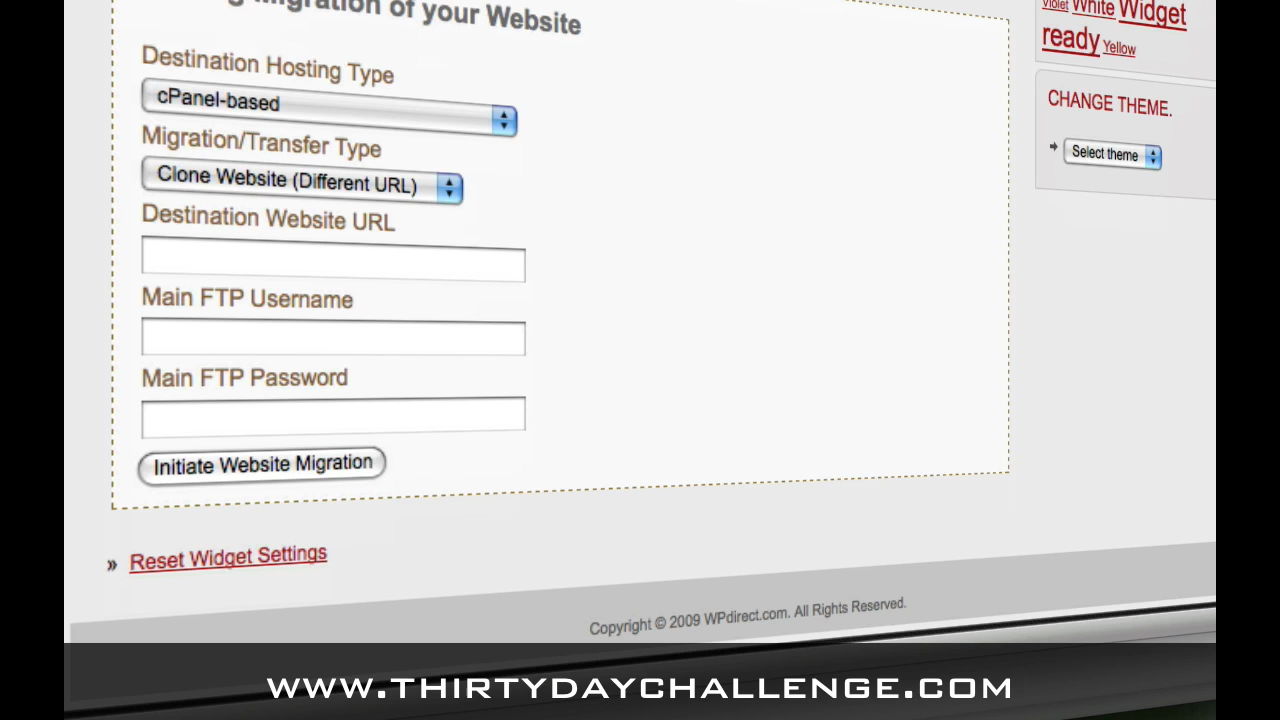 Migration of your Website
Destination Hosting Type
cPanel-based
Migration/Transfer Type
Clone Website (Different URL)
Destination Website URL
Main FTP Username
Main FTP Password
Initiate Website Migration
» Reset Widget Settings
Violet White Widget
ready Yellow
CHANGE THEME.
Select theme
Copyright © 2009 WPdirect.com. All Rights Reserved.
WWW.THIRTYDAYCHALLENGE.COM